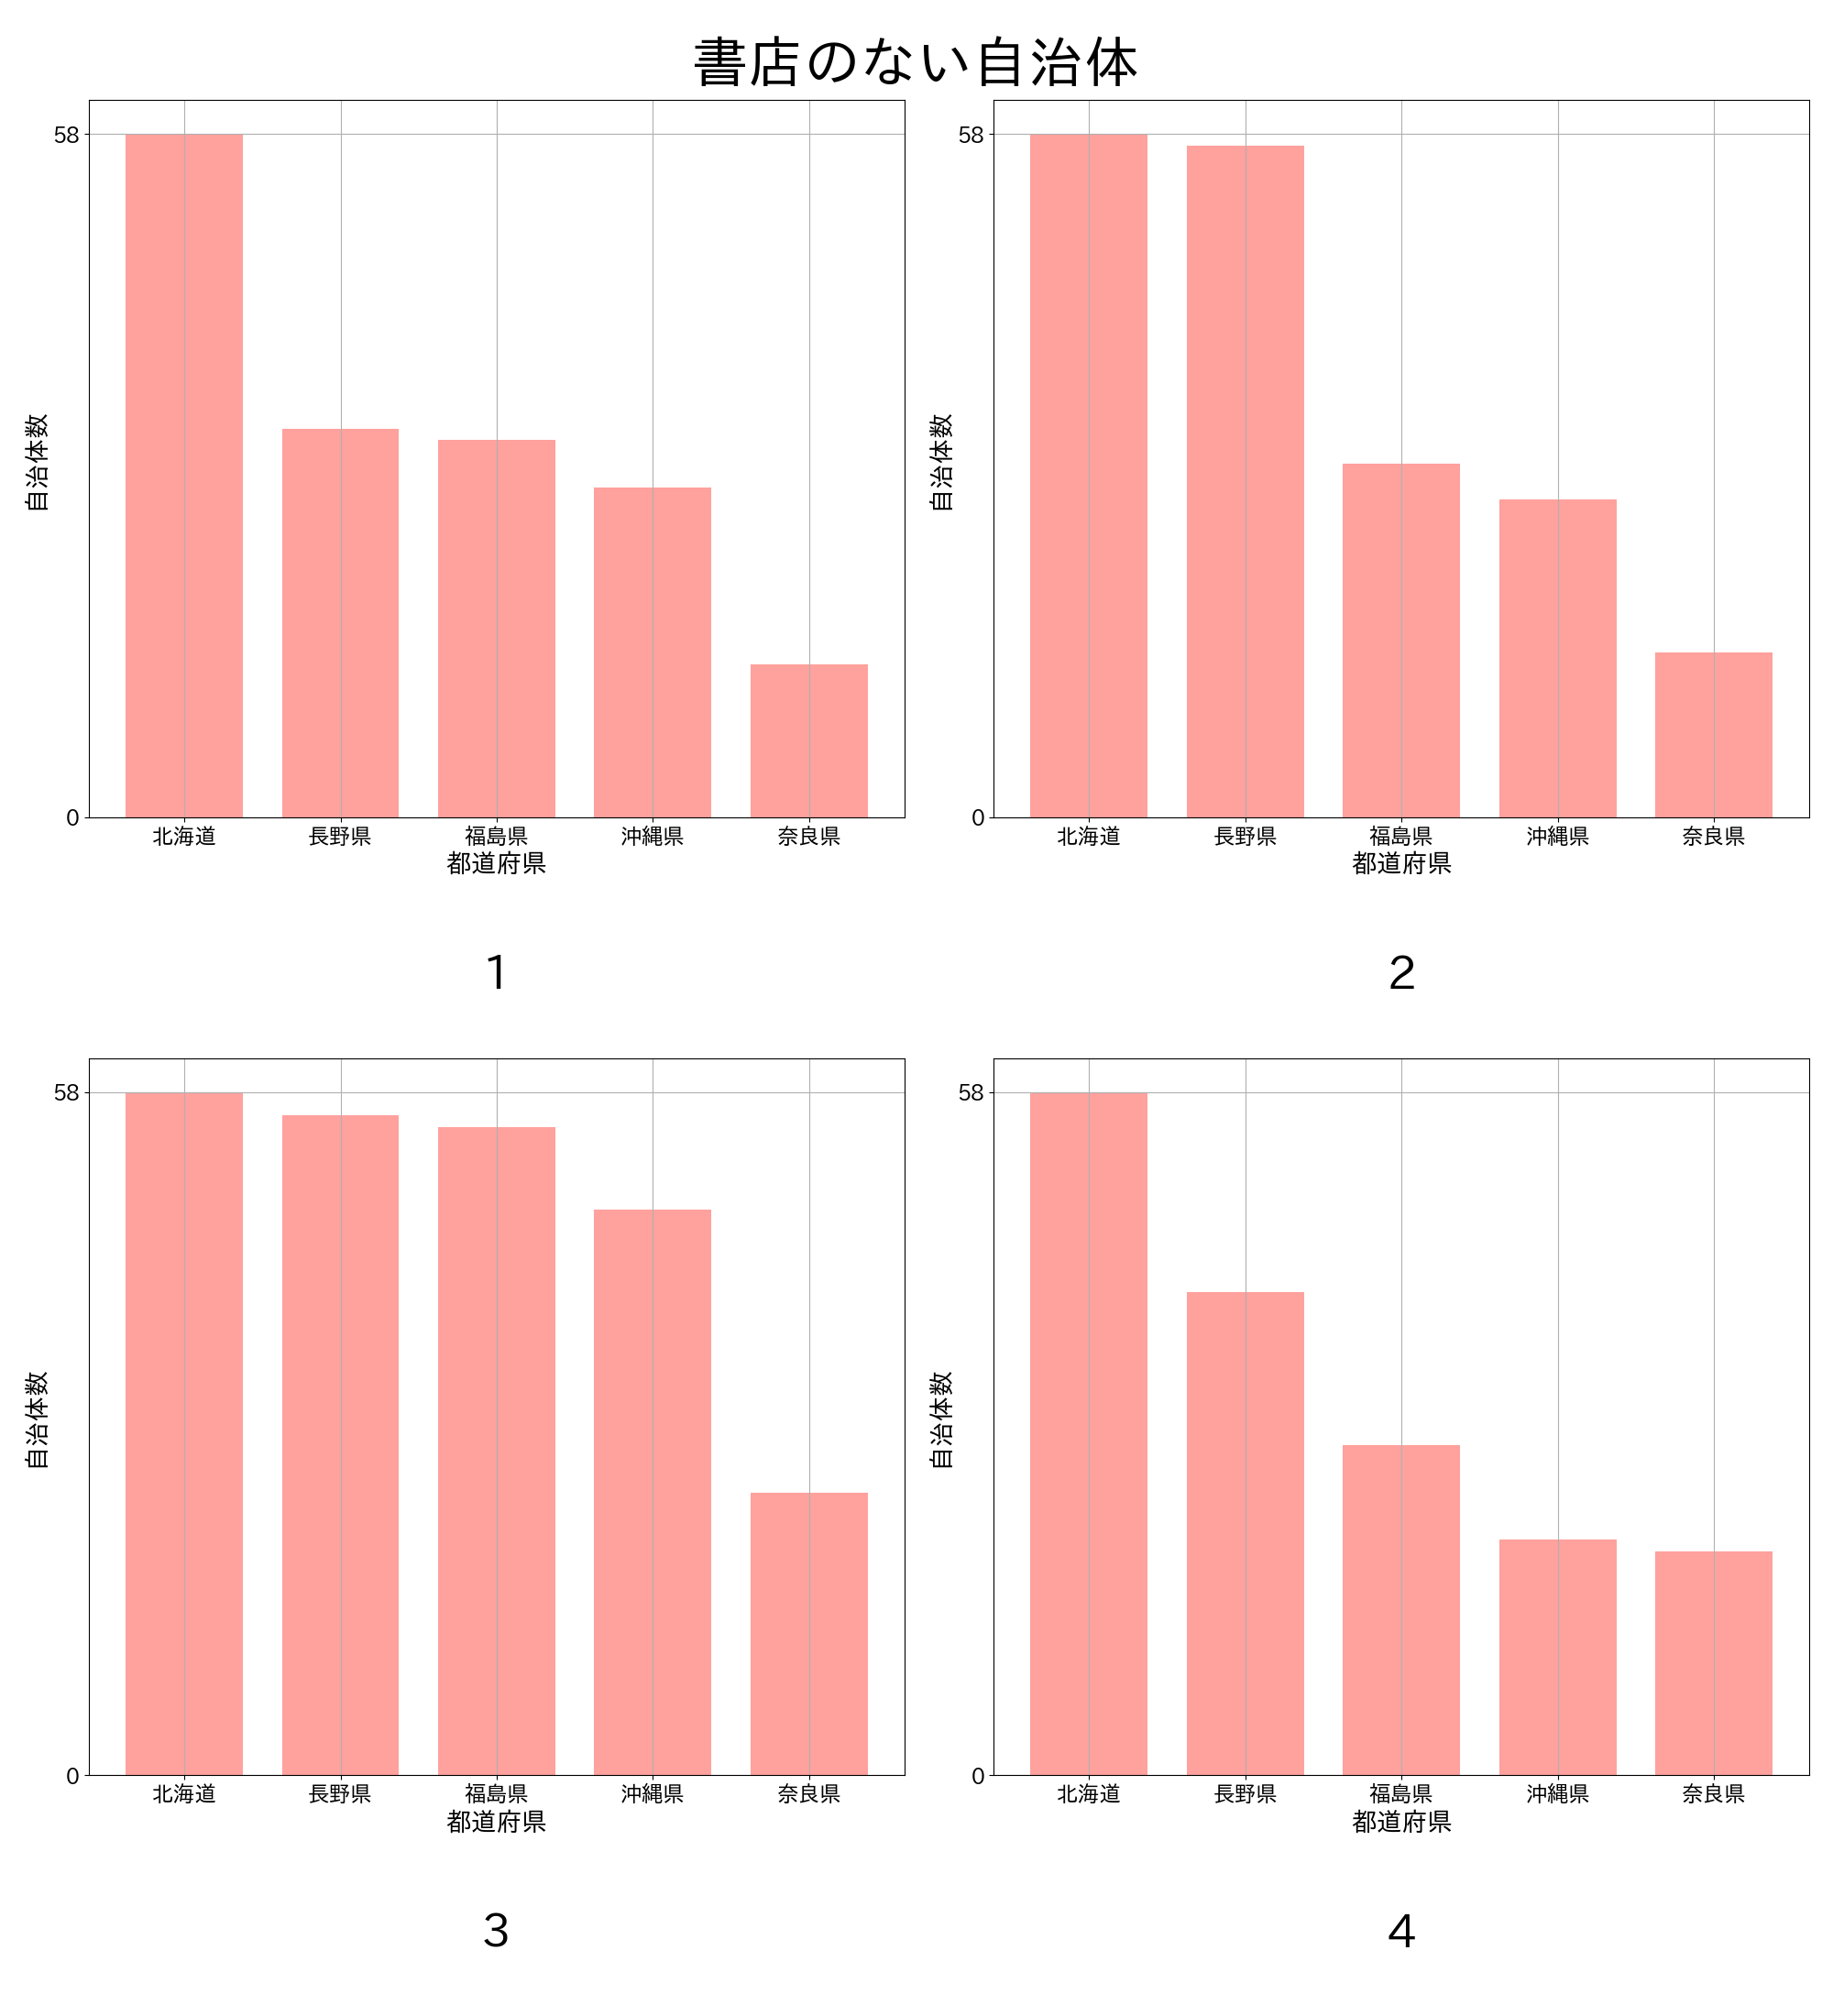 書店のない自治体
58
0
自治体数
北海道 長野県 福島県 沖縄県 奈良県
都道府県
1
58
0
自治体数
北海道 長野県 福島県 沖縄県 奈良県
都道府県
2
58
0
自治体数
北海道 長野県 福島県 沖縄県 奈良県
都道府県
3
58
0
自治体数
北海道 長野県 福島県 沖縄県 奈良県
都道府県
4